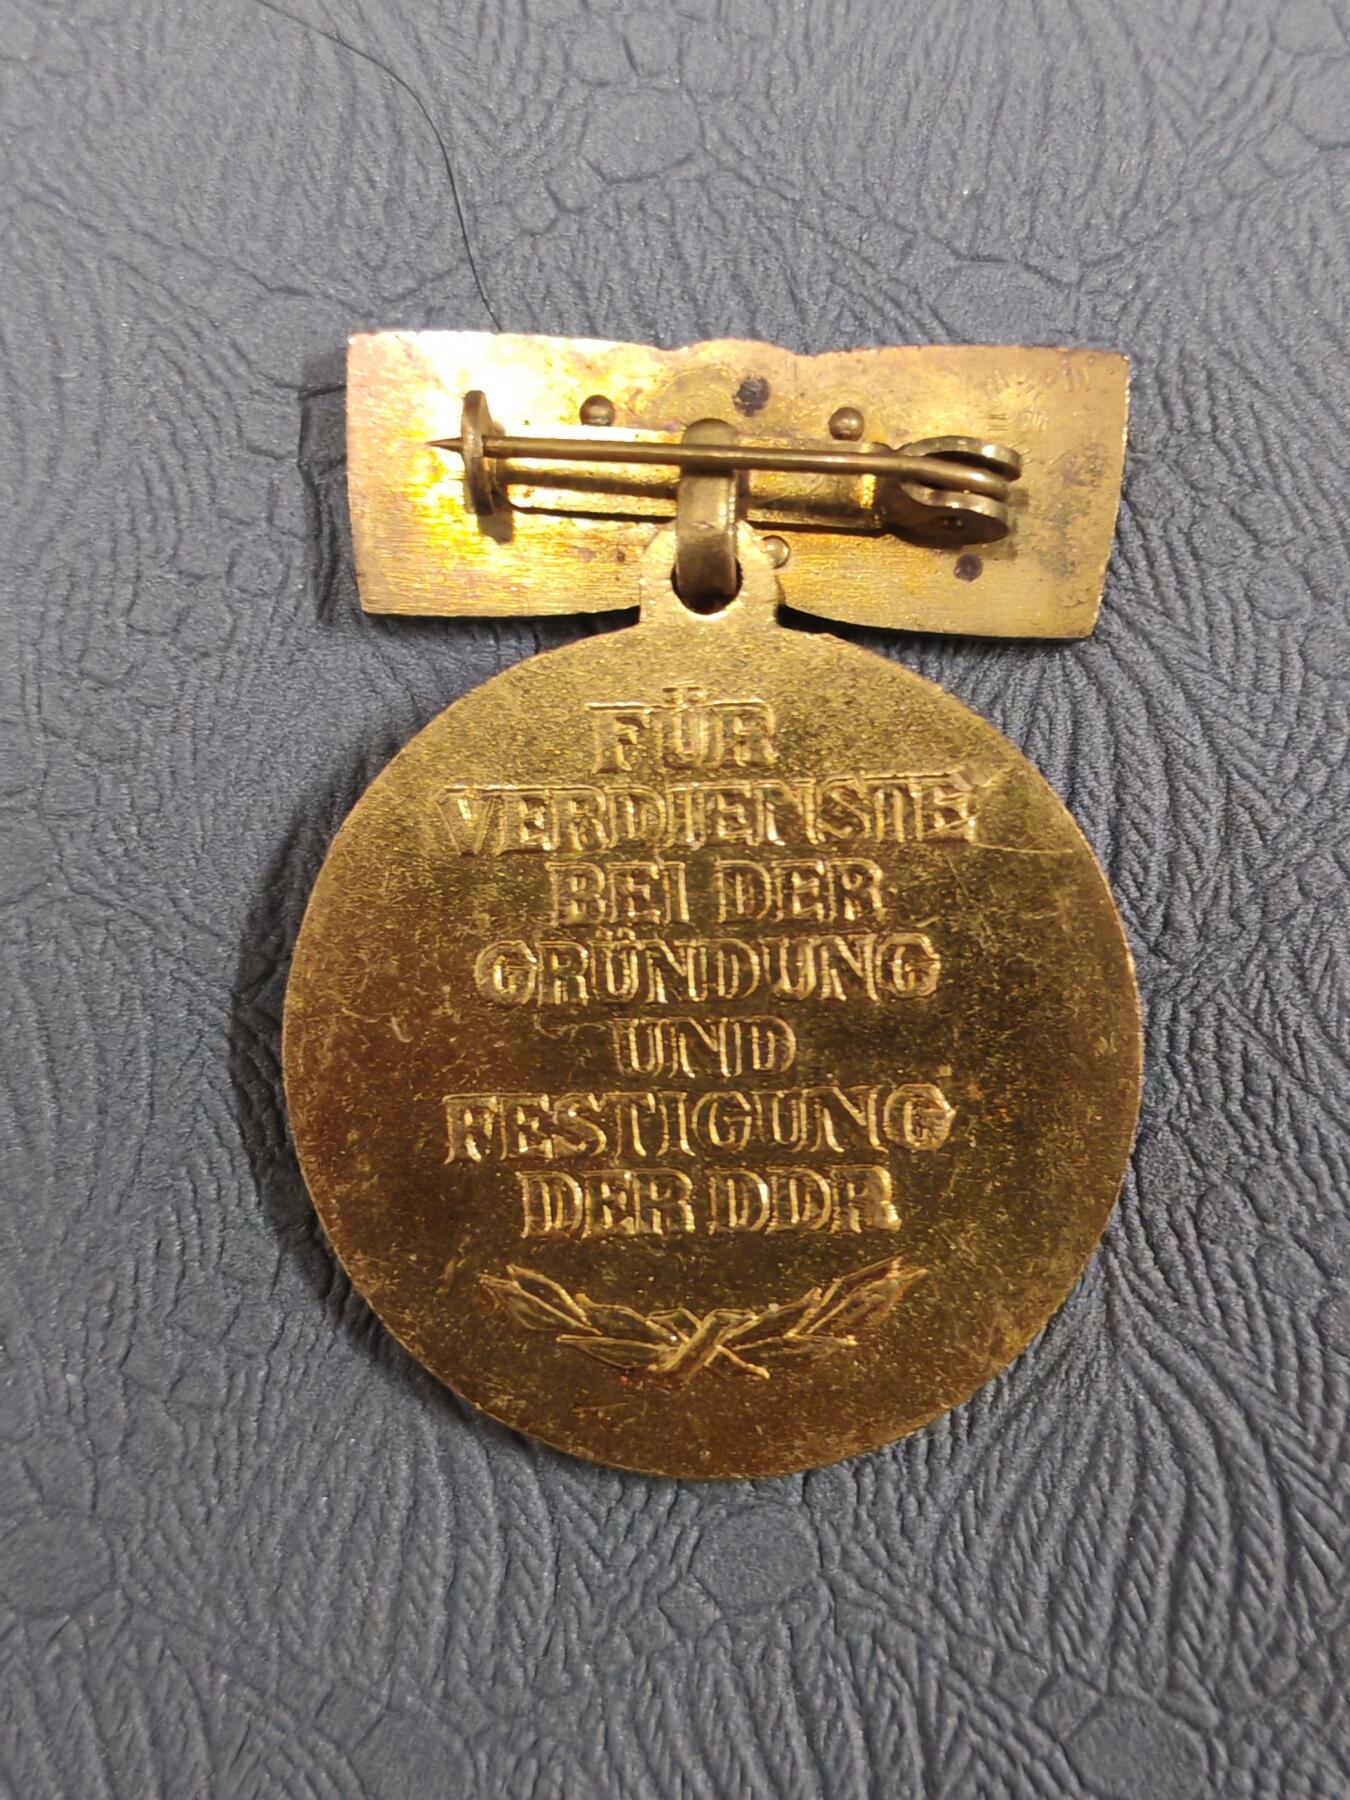 FÜR
VERDIENSTE
BEI DER
GRÜNDUNG
UND
FESTIGUNG
DER DDR